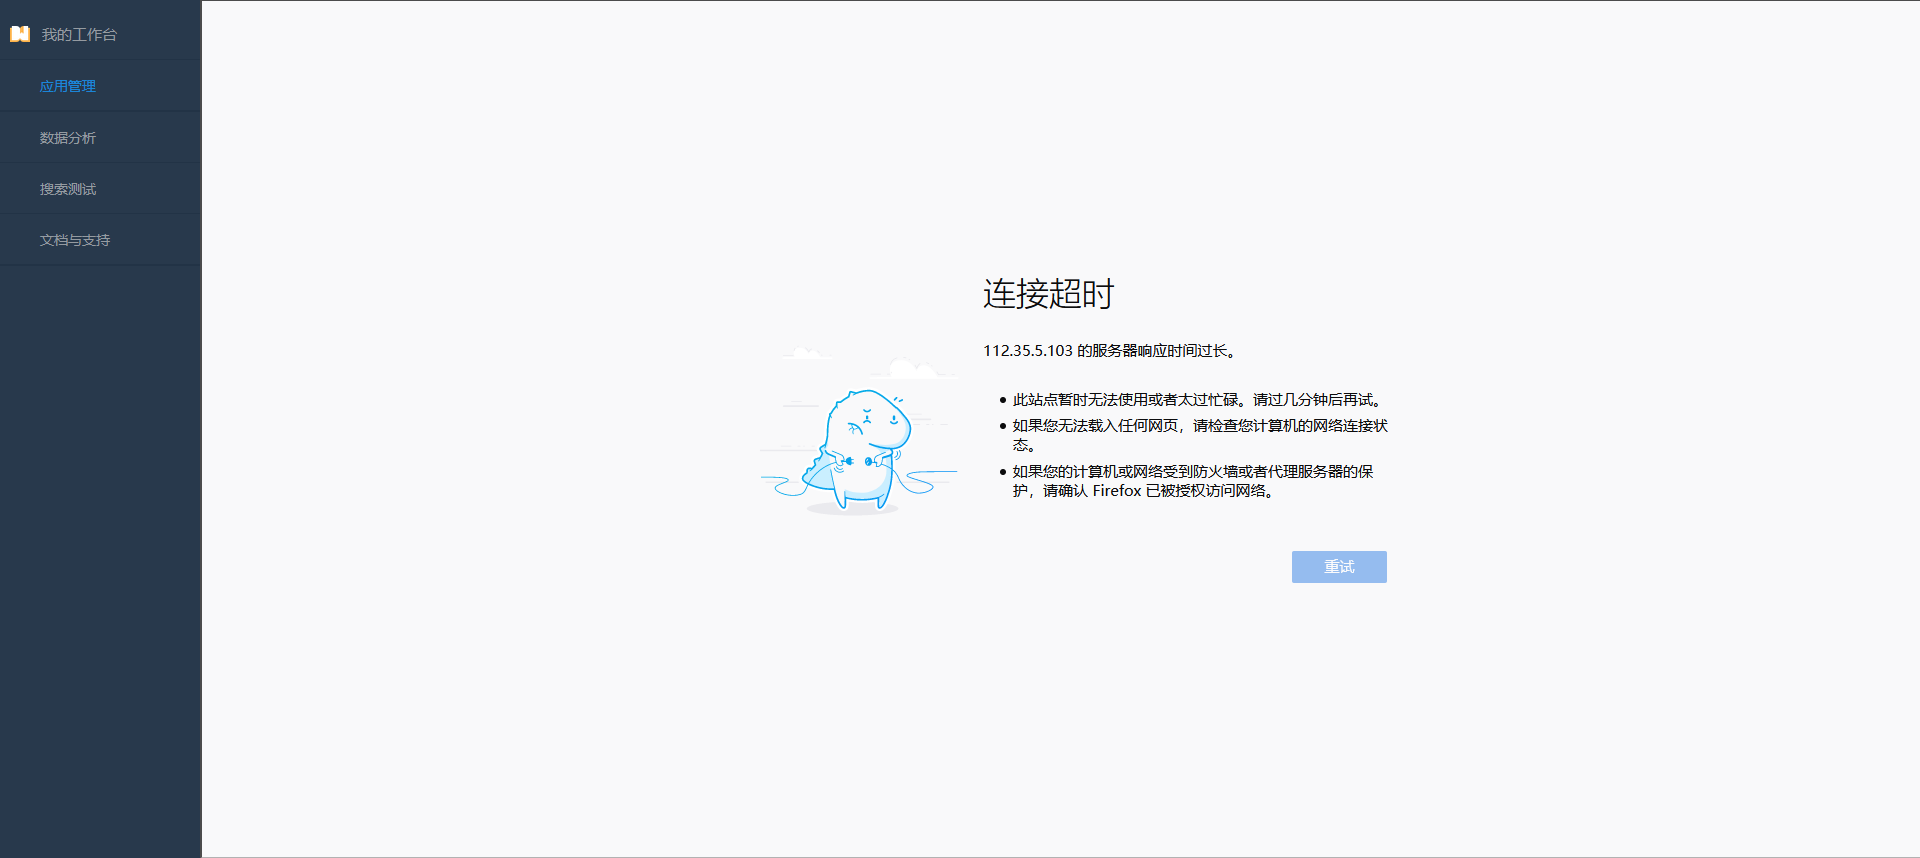 我的工作台
应用管理
数据分析
搜索测试
文档与支持
连接超时
112.35.5.103 的服务器响应时间过长。
此站点暂时无法使用或者太过忙碌。请过几分钟后再试。
如果您无法载入任何网页，请检查您计算机的网络连接状
态。
如果您的计算机或网络受到防火墙或者代理服务器的保
护，请确认 Firefox 已被授权访问网络。
重试